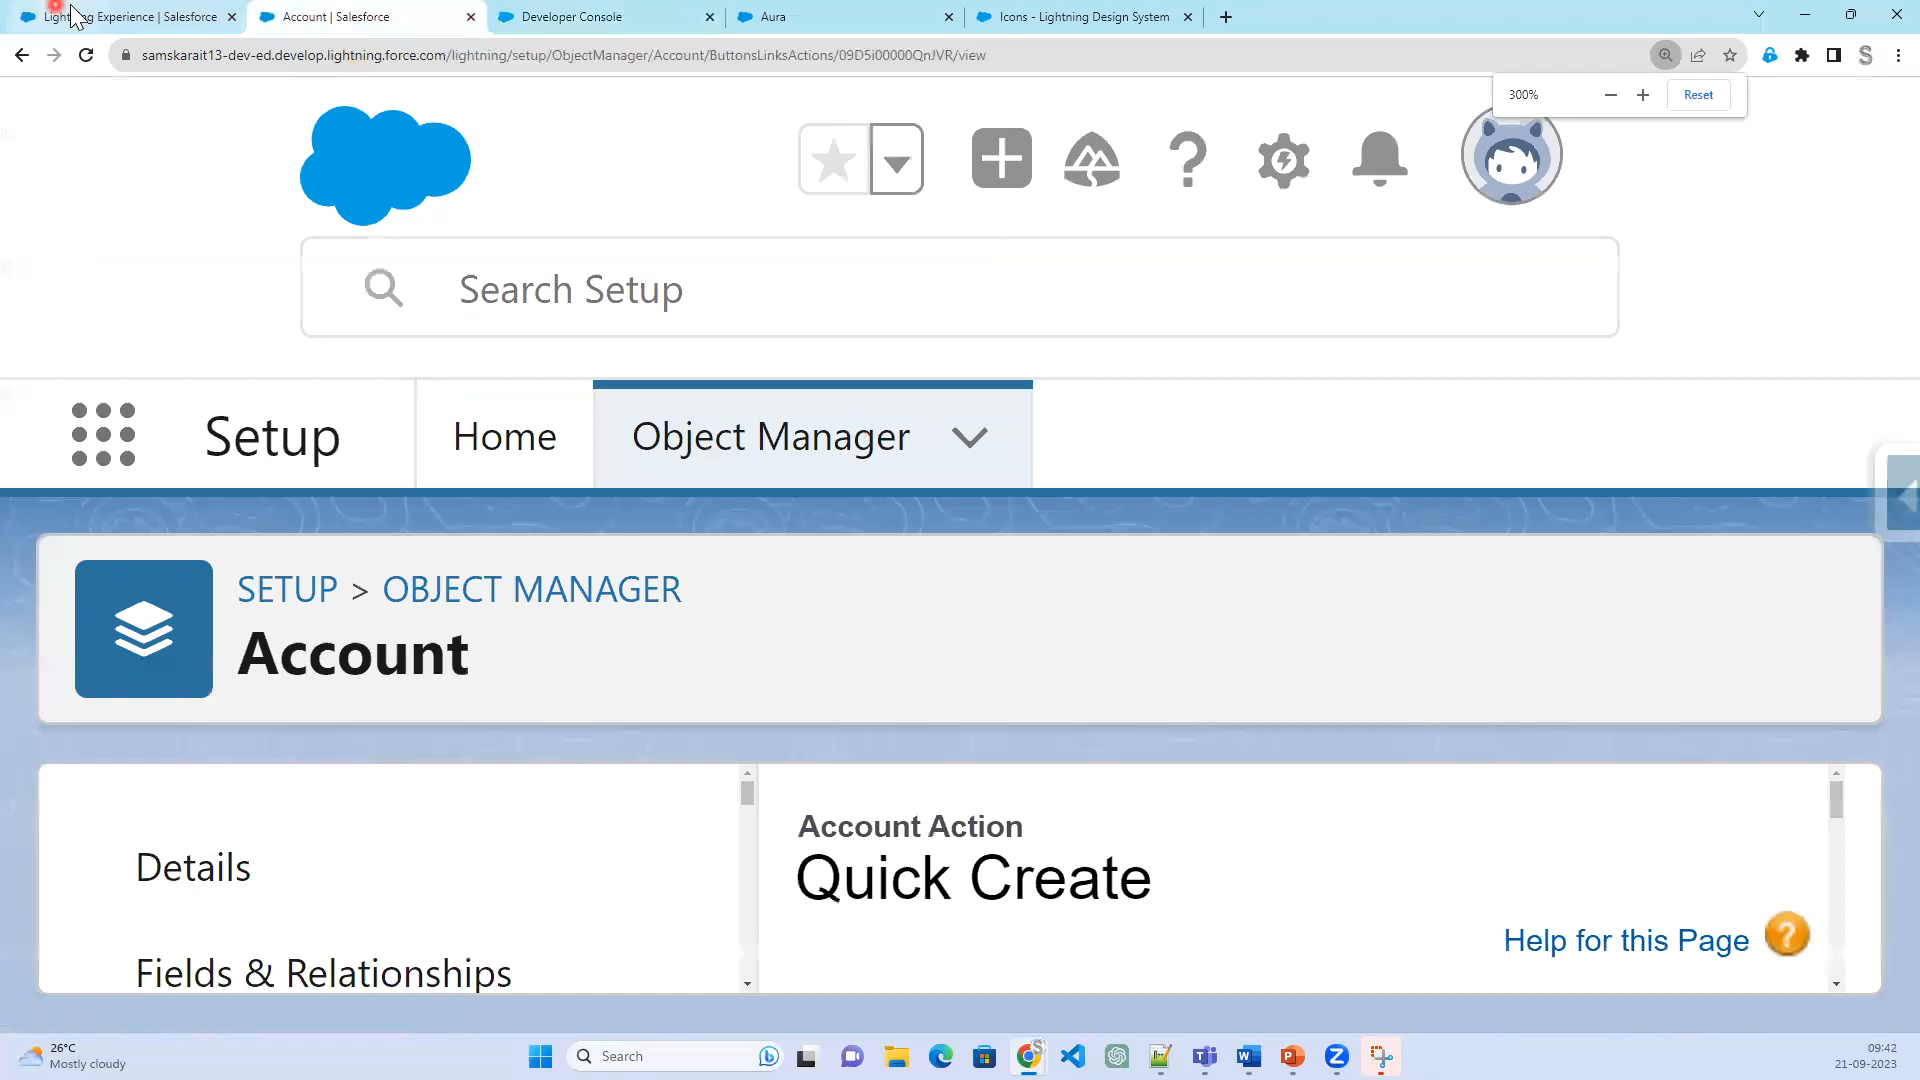 Lightning Experience | Salesforce
Account | Salesforce
Developer Console
Aura
Icons - Lightning Design System
samskarait13-dev-ed.develop.lightning.force.com/lightning/setup/ObjectManager/Account/ButtonsLinksActions/09D5i00000QnJVR/view
300%
Reset
Search Setup
Setup
Home
Object Manager
SETUP > OBJECT MANAGER
Account
Details
Fields & Relationships
Account Action
Quick Create
Help for this Page
26°C
Mostly cloudy
Search
09:42
21-09-2023